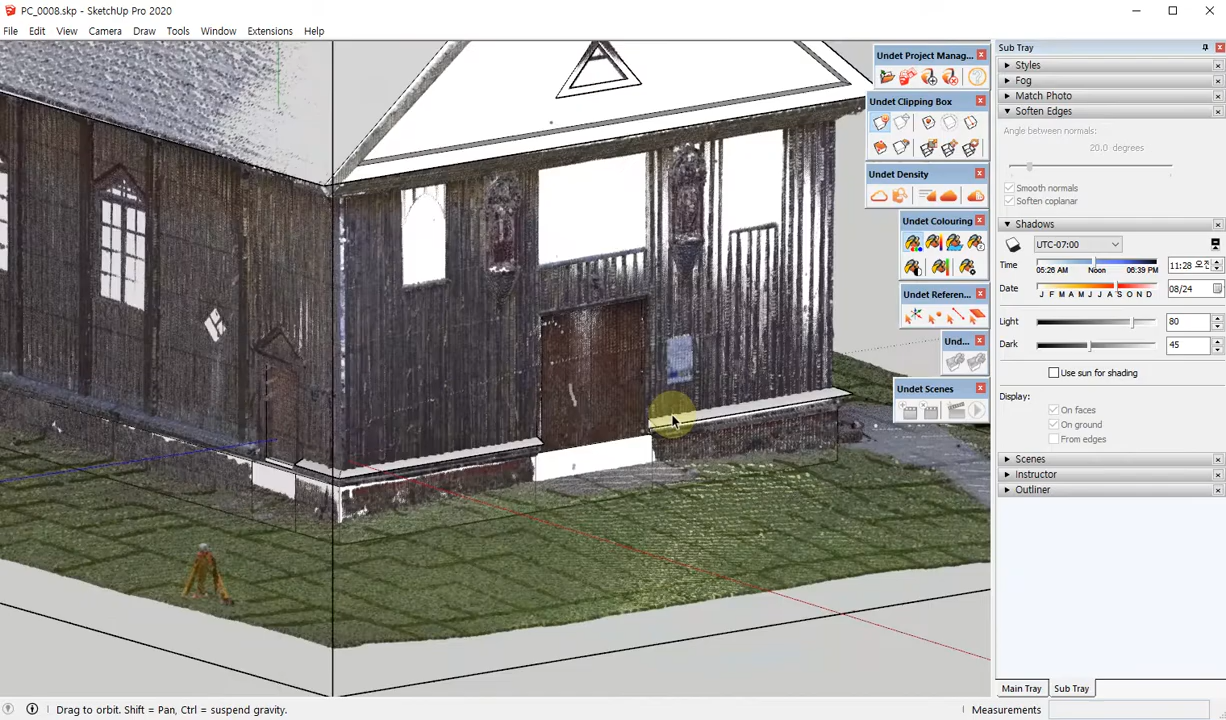 PC_0008.skp - SketchUp Pro 2020
File Edit View Camera Draw Tools Window Extensions Help
Undet Project Manag...
Undet Clipping Box
Undet Density
Undet Colouring
Undet Referen...
Und...
Undet Scenes
Sub Tray
Styles
Fog
Match Photo
Soften Edges
Angle between normals:
20.0 degrees
Smooth normals
Soften coplanar
Shadows
UTC-07:00
Time
05:26 AM Noon 06:39 PM
11:28 오전
Date
J F M A M J J A S O N D
08/24
Light
80
Dark
45
Use sun for shading
Display:
On faces
On ground
From edges
Scenes
Instructor
Outliner
Main Tray Sub Tray
Drag to orbit. Shift = Pan, Ctrl = suspend gravity.
Measurements